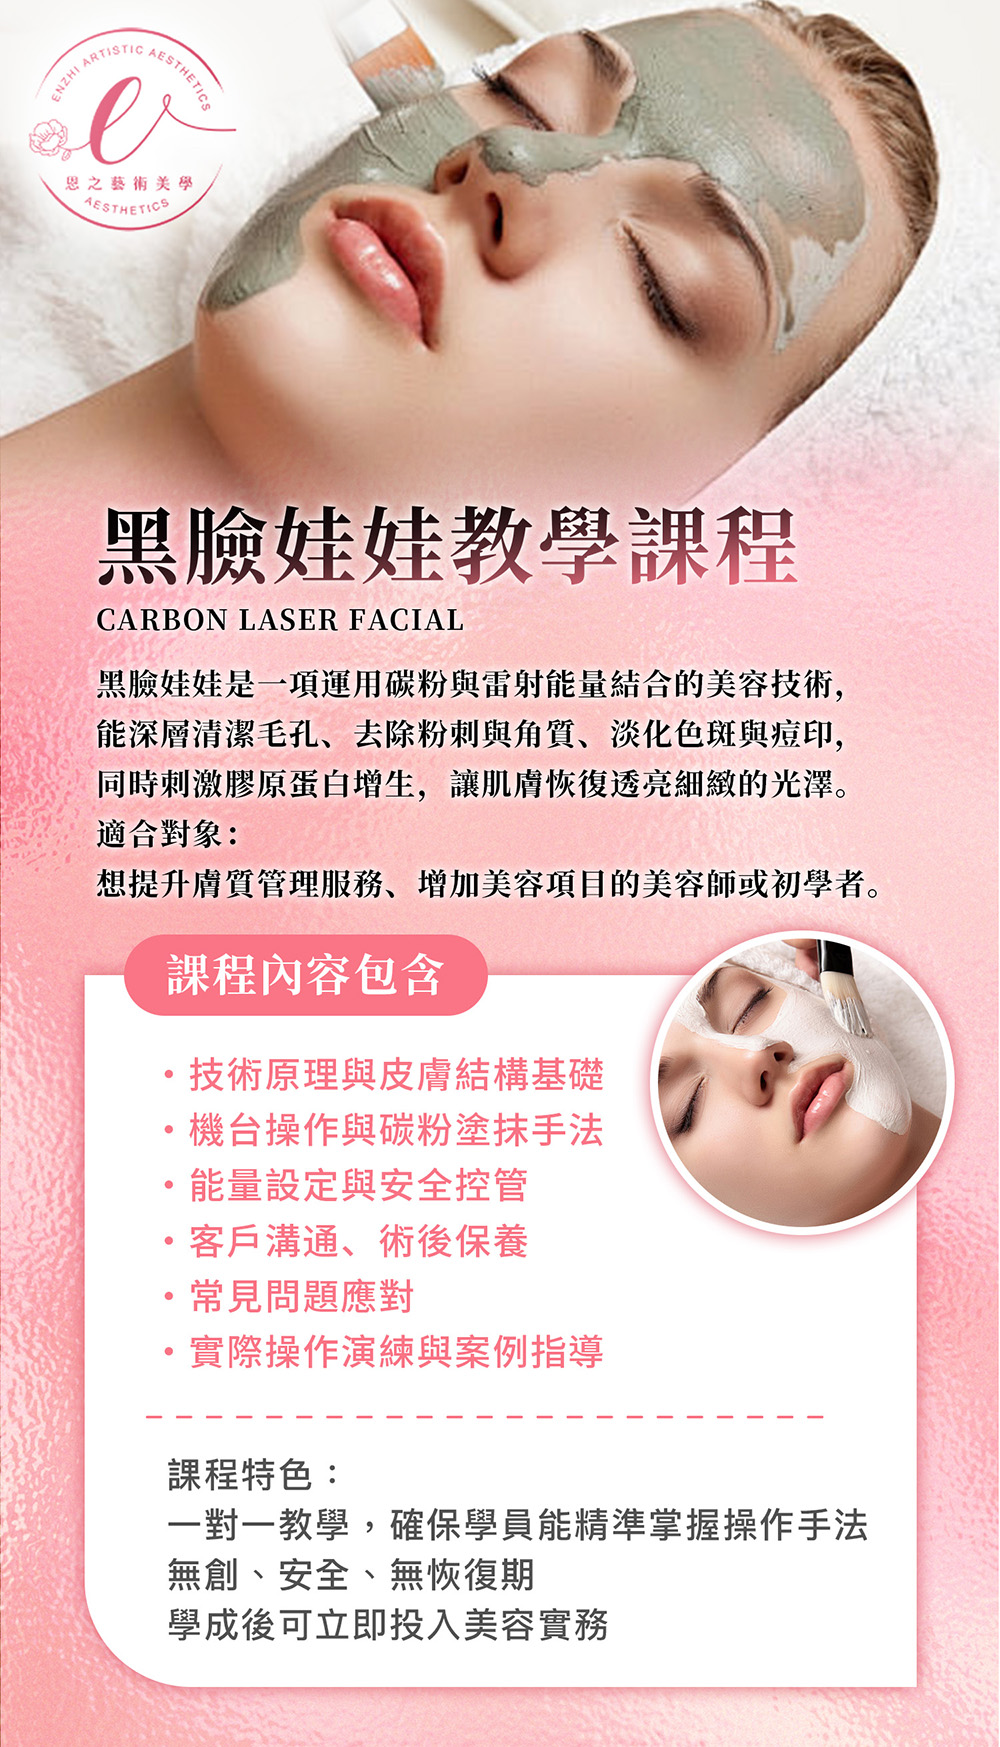 ENZHI ARTISTIC AESTHETICS
恩之藝術美學
AESTHETICS
黑臉娃娃教學課程
CARBON LASER FACIAL
黑臉娃娃是一項運用碳粉與雷射能量結合的美容技術，
能深層清潔毛孔、去除粉刺與角質、淡化色斑與痘印，
同時刺激膠原蛋白增生，讓肌膚恢復透亮細緻的光澤。
適合對象：
想提升膚質管理服務、增加美容項目的美容師或初學者。
課程內容包含
・技術原理與皮膚結構基礎
・機台操作與碳粉塗抹手法
・能量設定與安全控管
・客戶溝通、術後保養
・常見問題應對
・實際操作演練與案例指導
課程特色：
一對一教學，確保學員能精準掌握操作手法
無創、安全、無恢復期
學成後可立即投入美容實務